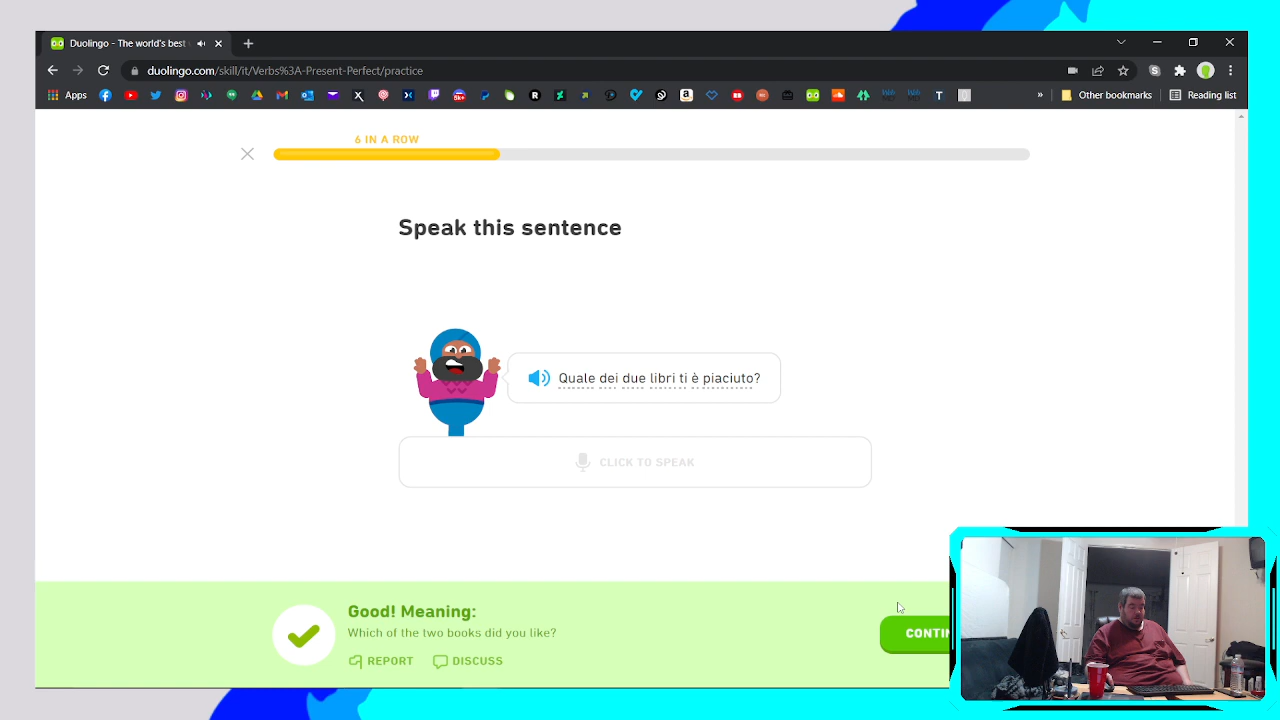 Duolingo - The world's best
duolingo.com/skill/it/Verbs%3A-Present-Perfect/practice
Apps
Other bookmarks
Reading list
6 IN A ROW
Speak this sentence
Quale dei due libri ti è piaciuto?
CLICK TO SPEAK
Good! Meaning:
Which of the two books did you like?
CONTIN
REPORT
DISCUSS